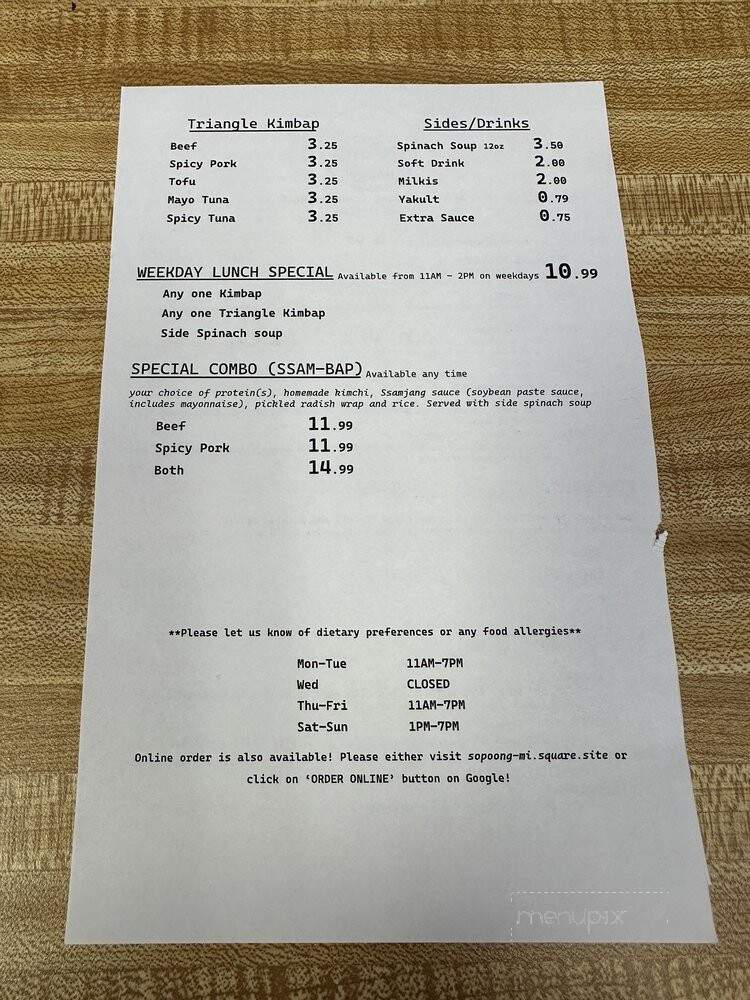 Triangle Kimbap
Beef 3.25
Spicy Pork 3.25
Tofu 3.25
Mayo Tuna 3.25
Spicy Tuna 3.25
Sides/Drinks
Spinach Soup 12oz 3.50
Soft Drink 2.00
Milkis 2.00
Yakult 0.79
Extra Sauce 0.75
WEEKDAY LUNCH SPECIAL Available from 11AM - 2PM on weekdays 10.99
Any one Kimbap
Any one Triangle Kimbap
Side Spinach soup
SPECIAL COMBO (SSAM-BAP) Available any time
your choice of protein(s), homemade kimchi, Ssamjang sauce (soybean paste sauce,
includes mayonnaise), pickled radish wrap and rice. Served with side spinach soup
Beef 11.99
Spicy Pork 11.99
Both 14.99
**Please let us know of dietary preferences or any food allergies**
Mon-Tue 11AM-7PM
Wed CLOSED
Thu-Fri 11AM-7PM
Sat-Sun 1PM-7PM
Online order is also available! Please either visit sopoong-mi.square.site or
click on ‘ORDER ONLINE’ button on Google!
menupix